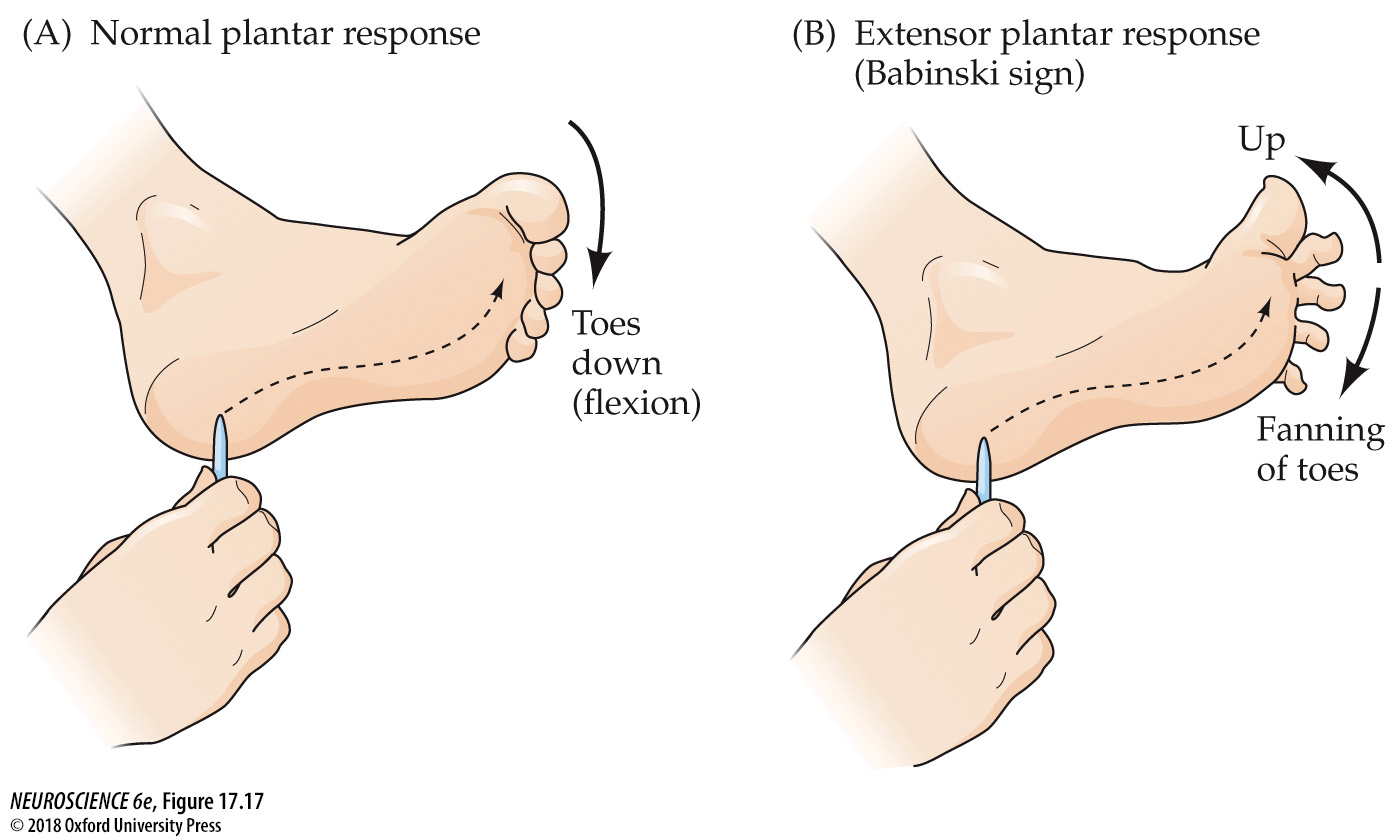 (A) Normal plantar response
Toes
down
(flexion)
(B) Extensor plantar response
(Babinski sign)
Up
Fanning
of toes
NEUROSCIENCE 6e, Figure 17.17
© 2018 Oxford University Press